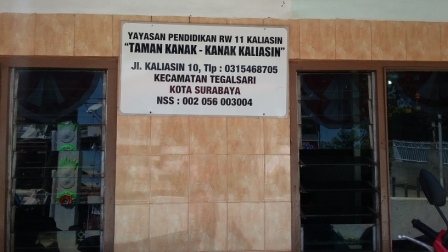 YAYASAN PENDIDIKAN RW 11 KALIASIN
"TAMAN KANAK - KANAK KALIASIN"
Jl. KALIASIN 10, Tlp : 0315468705
KECAMATAN TEGALSARI
KOTA SURABAYA
NSS : 002 056 003004